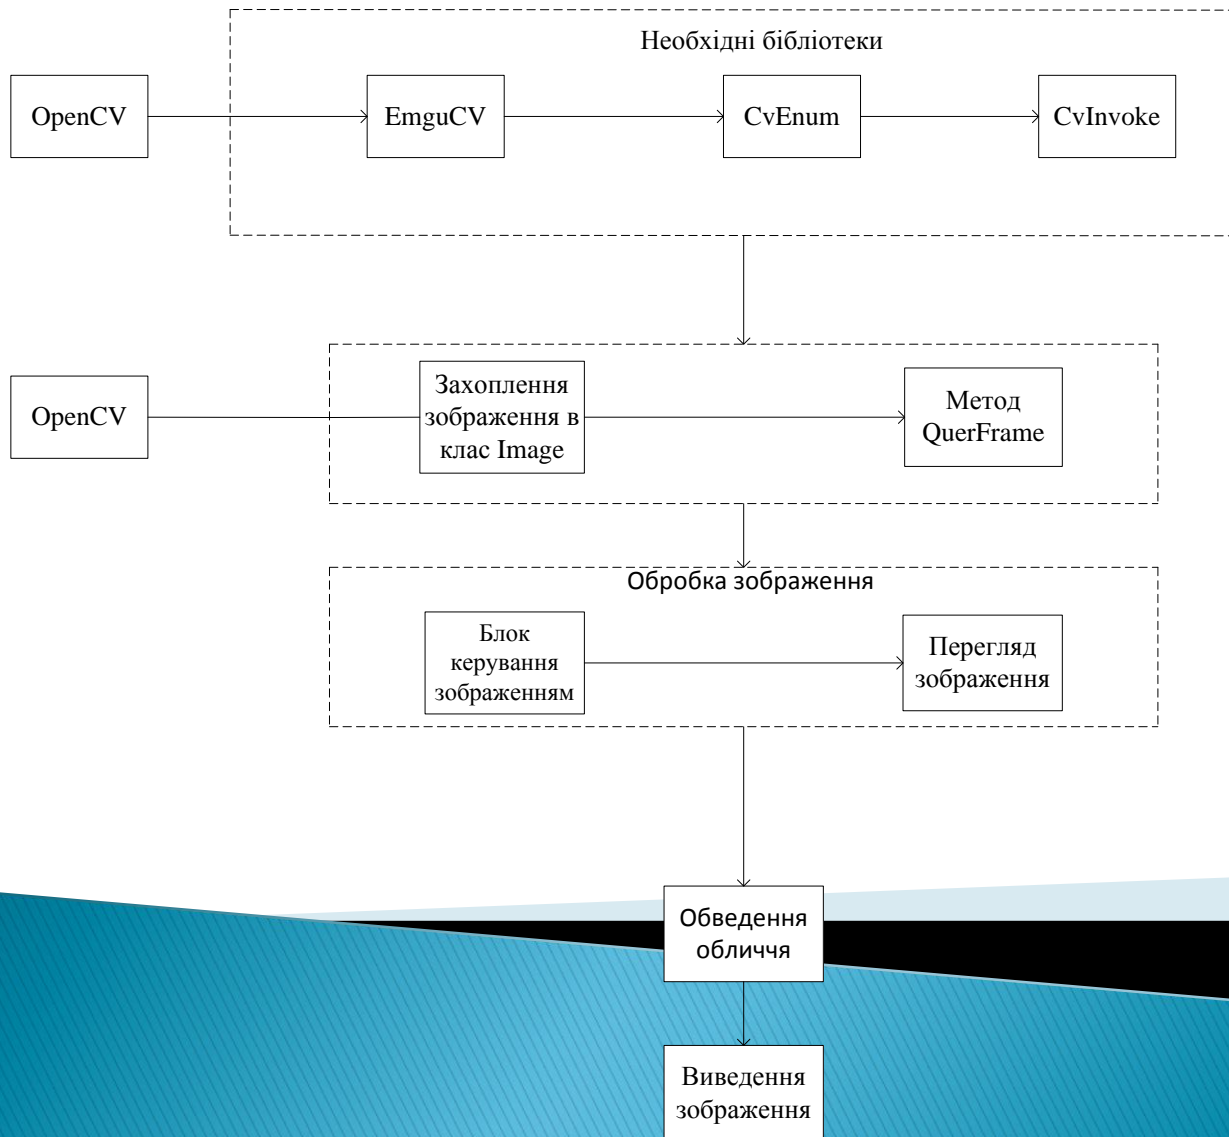 Необхідні бібліотеки
OpenCV
EmguCV
CvEnum
CvInvoke
OpenCV
Захоплення
зображення в
клас Image
Метод
QuerFrame
Обробка зображення
Блок
керування
зображенням
Перегляд
зображення
Обведення
обличчя
Виведення
зображення